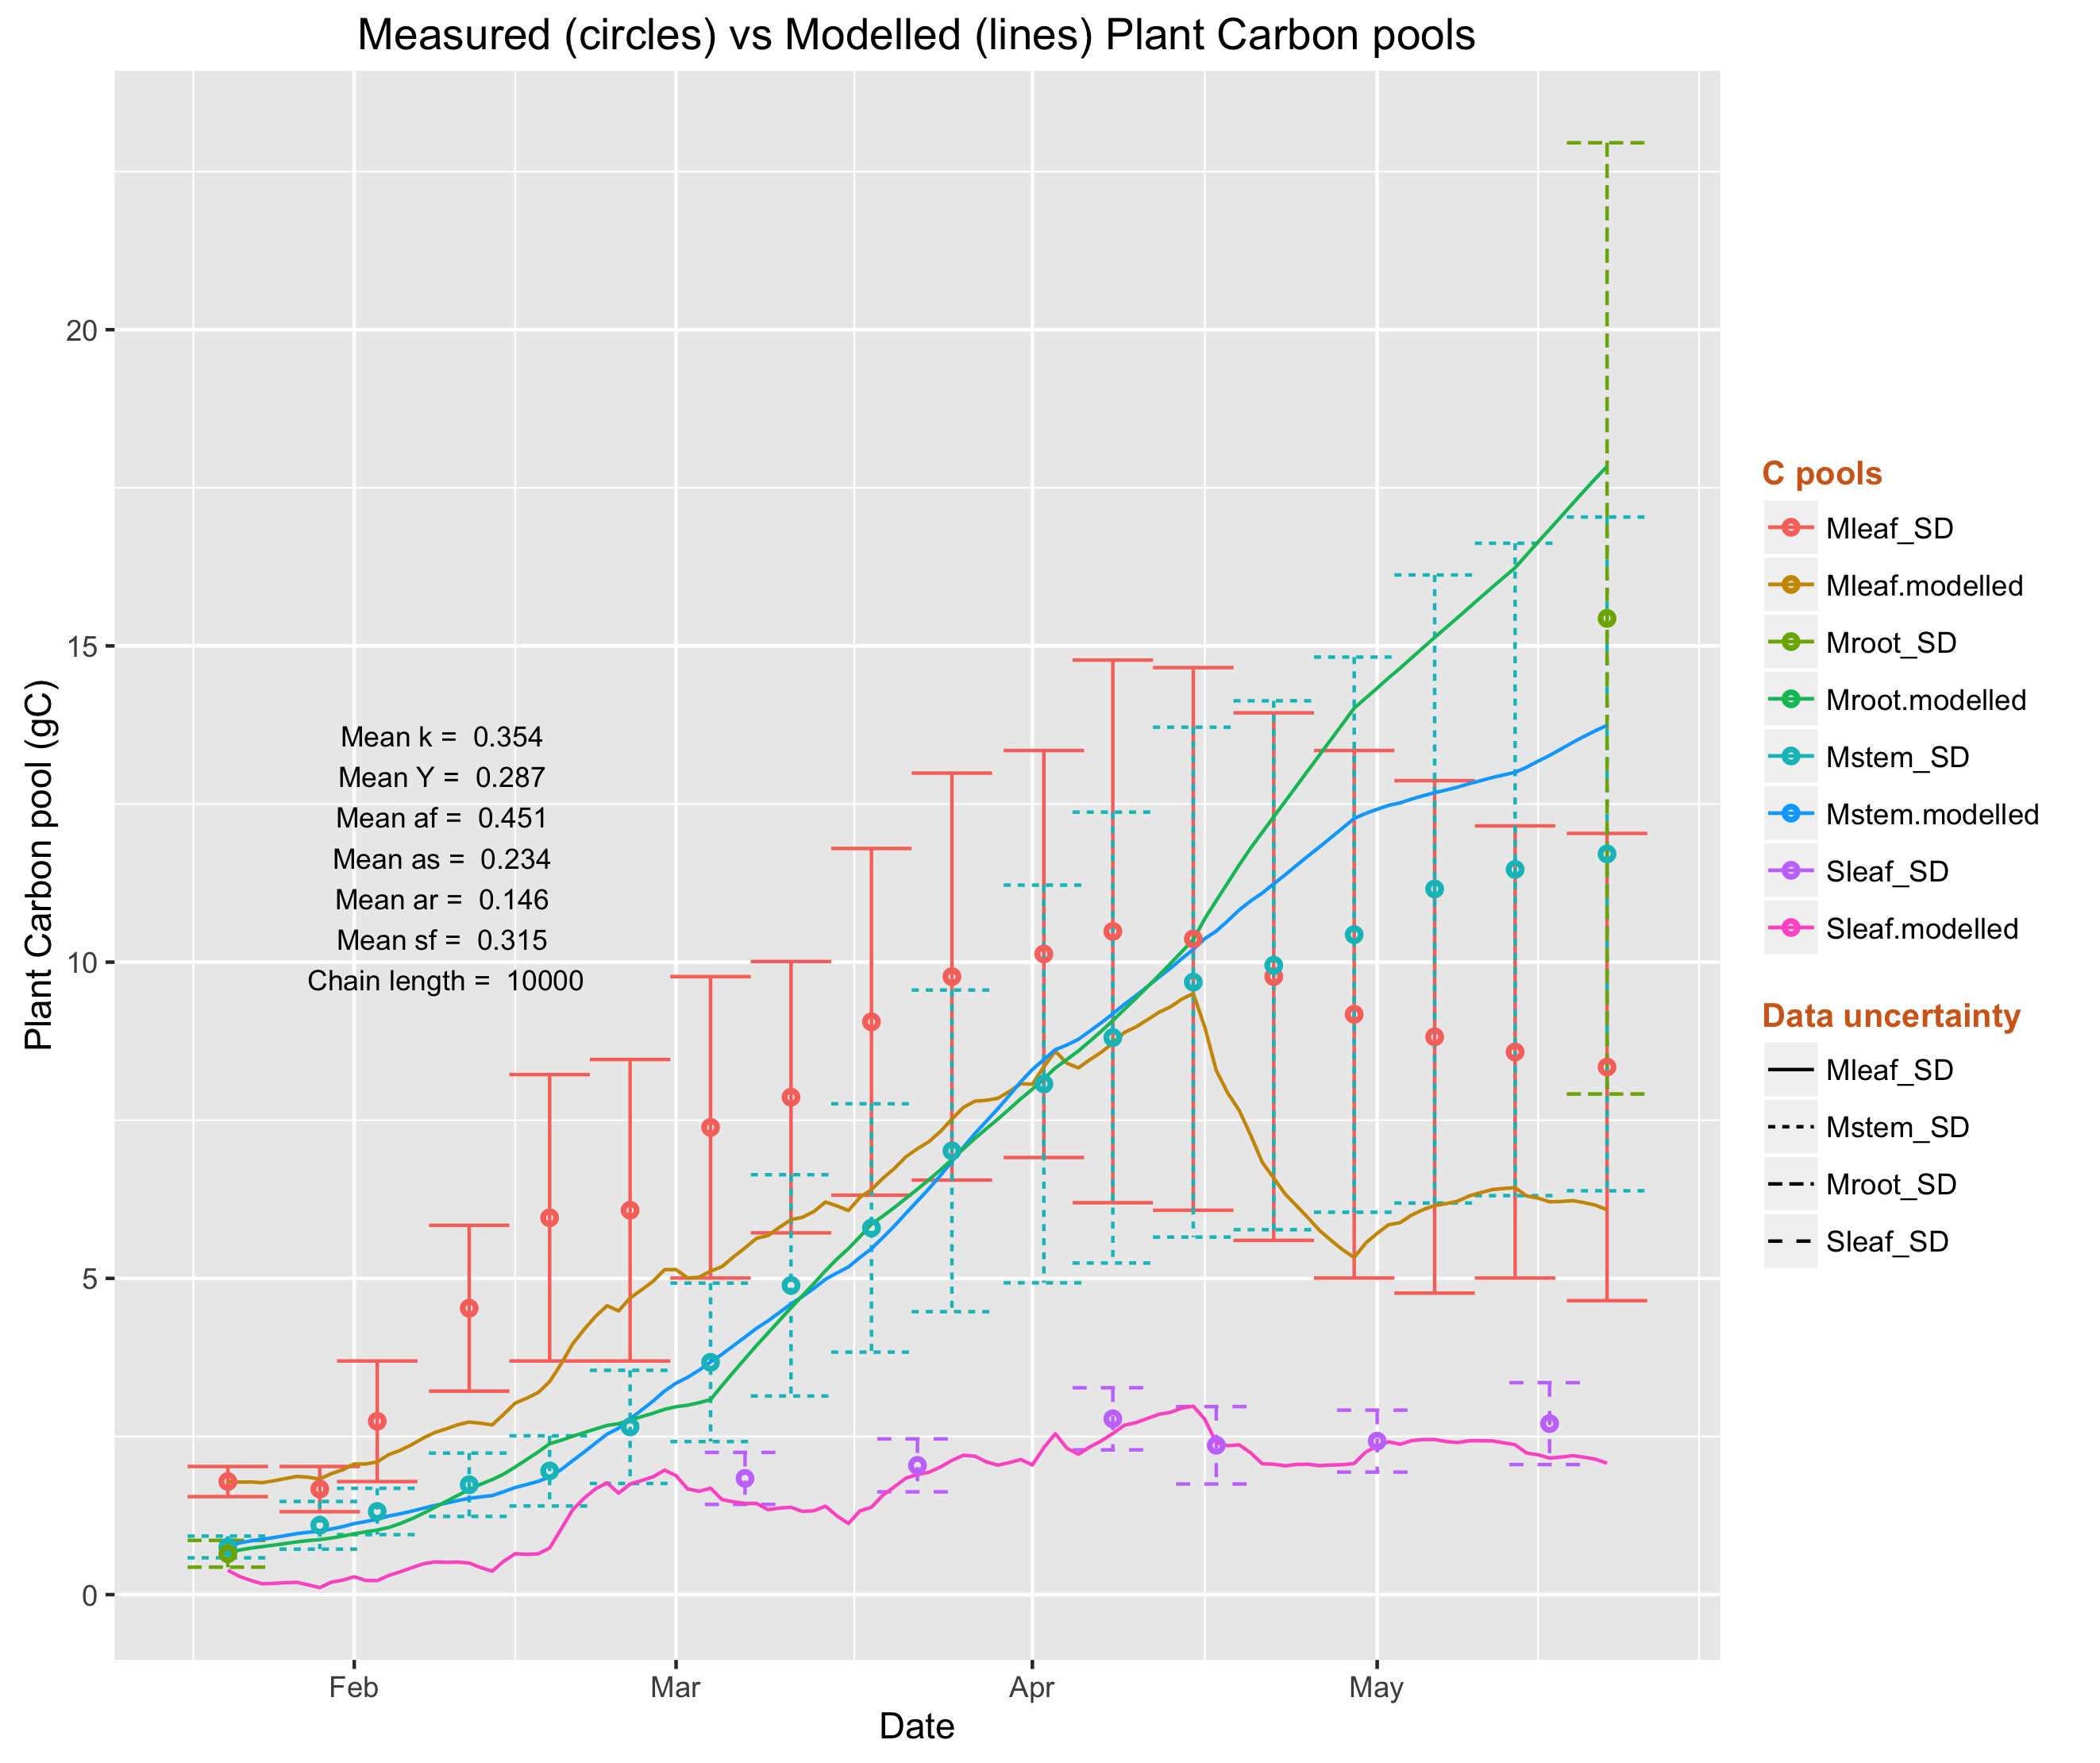 Measured (circles) vs Modelled (lines) Plant Carbon pools
Plant Carbon pool (gC)
20
15
10
5
0
Mean k = 0.354
Mean Y = 0.287
Mean af = 0.451
Mean as = 0.234
Mean ar = 0.146
Mean sf = 0.315
Chain length = 10000
Feb
Mar
Apr
May
Date
C pools
Mleaf_SD
Mleaf.modelled
Mroot_SD
Mroot.modelled
Mstem_SD
Mstem.modelled
Sleaf_SD
Sleaf.modelled
Data uncertainty
Mleaf_SD
Mstem_SD
Mroot_SD
Sleaf_SD